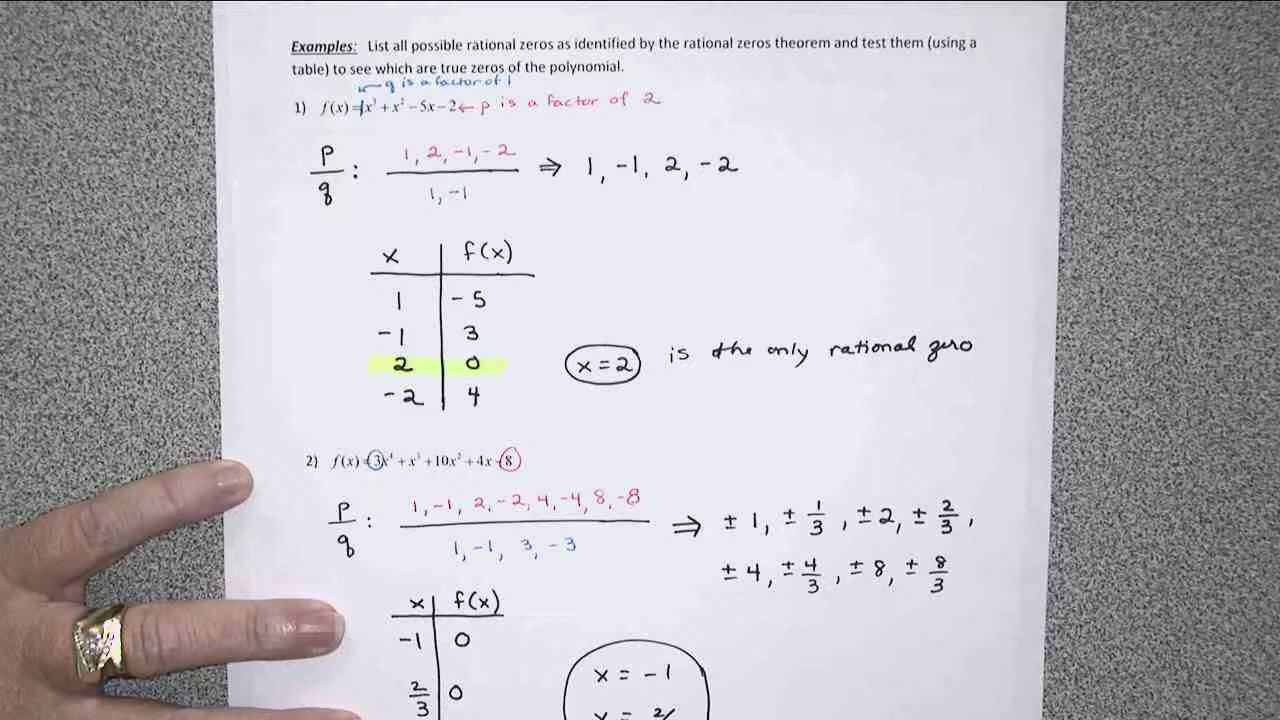 Examples: List all possible rational zeros as identified by the rational zeros theorem and test them (using a
table) to see which are true zeros of the polynomial.
← q is a factor of 1
1) f(x)=1x³ + x² − 5x − 2 ← p is a factor of 2
p/q : 1, 2, -1, -2 / 1, -1 ⇒ 1, -1, 2, -2
x | f(x)
1 | -5
-1 | 3
2 | 0
x = 2 is the only rational zero
-2 | 4
2) f(x)=3x⁴ + x³ + 10x² + 4x − 8
p/q : 1, -1, 2, -2, 4, -4, 8, -8 / 1, -1, 3, -3 ⇒ ± 1, ± 1/3, ± 2, ± 2/3,
± 4, ± 4/3, ± 8, ± 8/3
x | f(x)
-1 | 0
2/3 | 0
x = -1
x = 2/